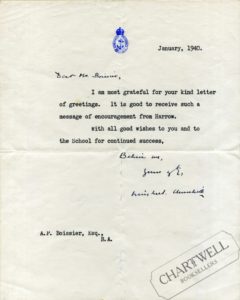 January, 1940.
Dear Mr Boissier,
I am most grateful for your kind letter
of greetings. It is good to receive such a
message of encouragement from Harrow.
With all good wishes to you and to
the School for continued success,
Believe me,
Yours
Winston S. Churchill
A.F. Boissier, Esq.,
B.A.
CHARTWELL
BOOKSELLERS